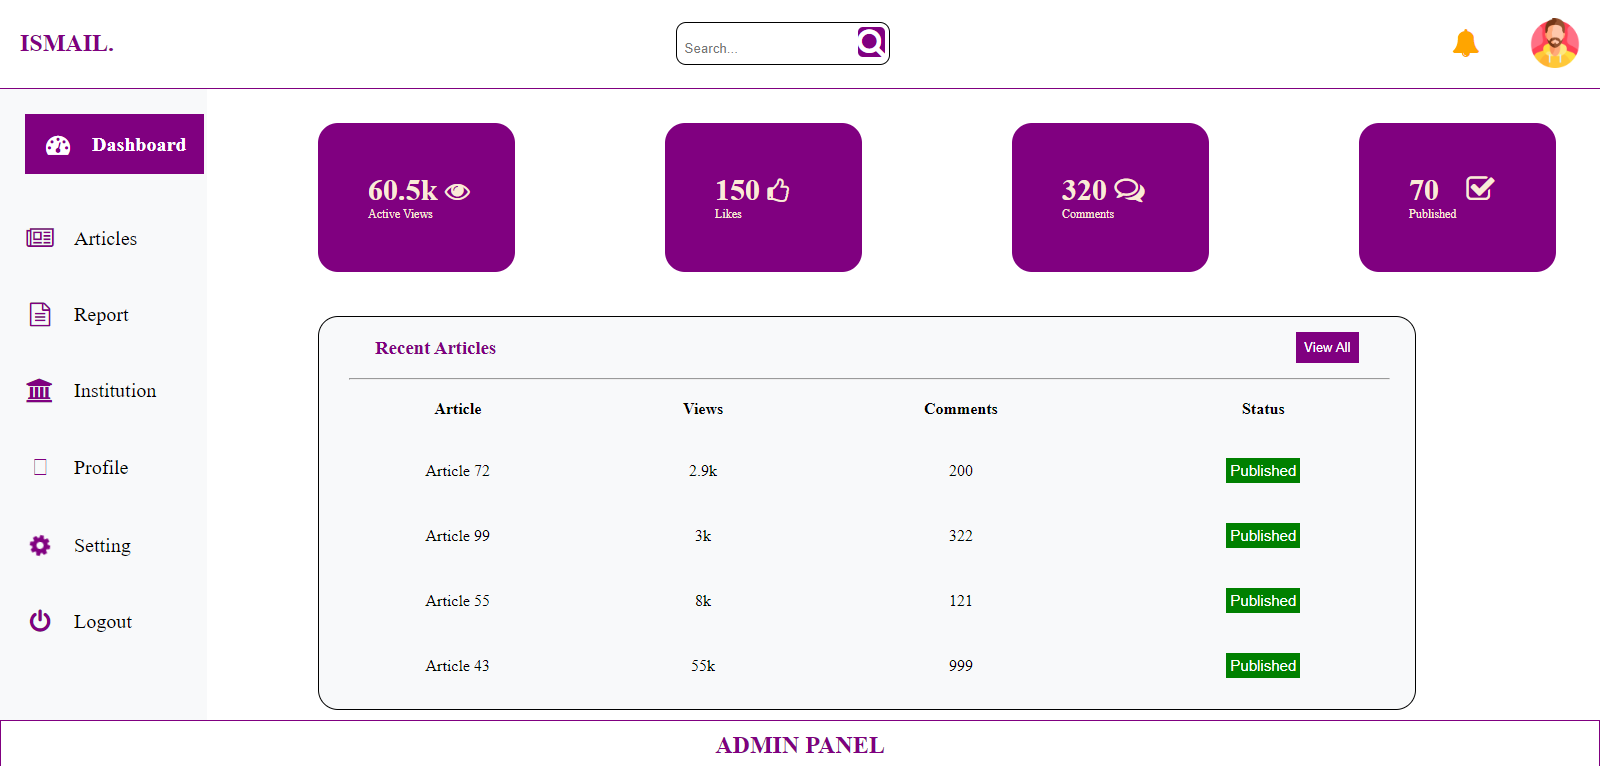 ISMAIL.
Search...
Dashboard
Articles
Report
Institution
Profile
Setting
Logout
60.5k
Active Views
150
Likes
320
Comments
70
Published
Recent Articles
View All
Article Views Comments Status
Article 72 2.9k 200 Published
Article 99 3k 322 Published
Article 55 8k 121 Published
Article 43 55k 999 Published
ADMIN PANEL